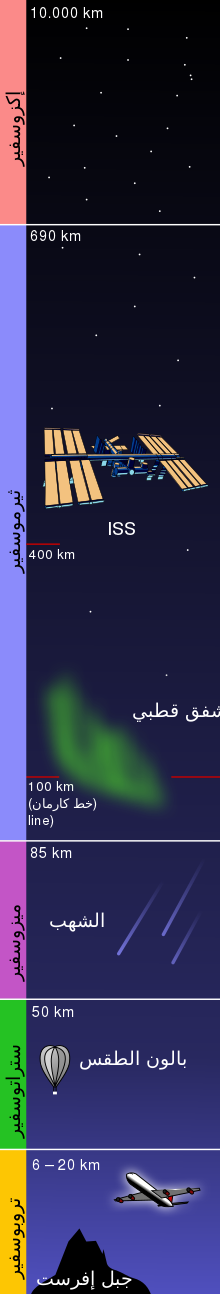 10.000 km
إكزوسفير
690 km
ثيرموسفير
ISS
400 km
شفق قطبي
100 km
(خط كارمان)
line)
85 km
ميزوسفير
الشهب
50 km
ستراتوسفير
بالون الطقس
6 – 20 km
تروبوسفير
جبل إفرست